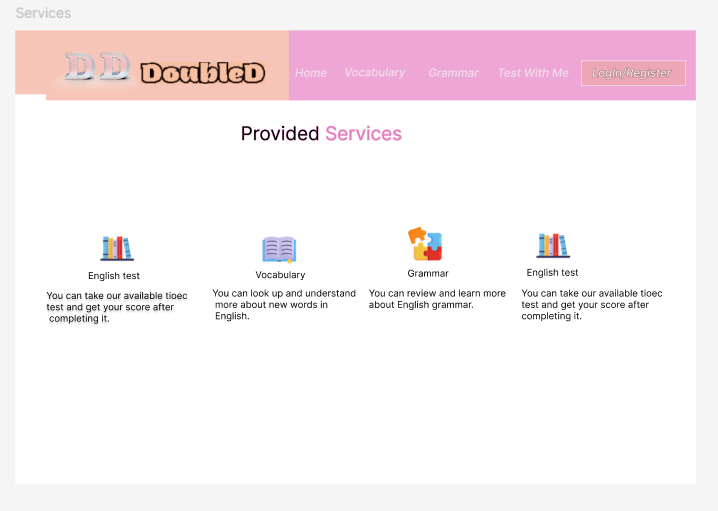 Services
DD DoubleD
Home Vocabulary Grammar Test With Me Login/Register
Provided Services
English test
You can take our available tioec
test and get your score after
completing it.
Vocabulary
You can look up and understand
more about new words in
English.
Grammar
You can review and learn more
about English grammar.
English test
You can take our available tioec
test and get your score after
completing it.